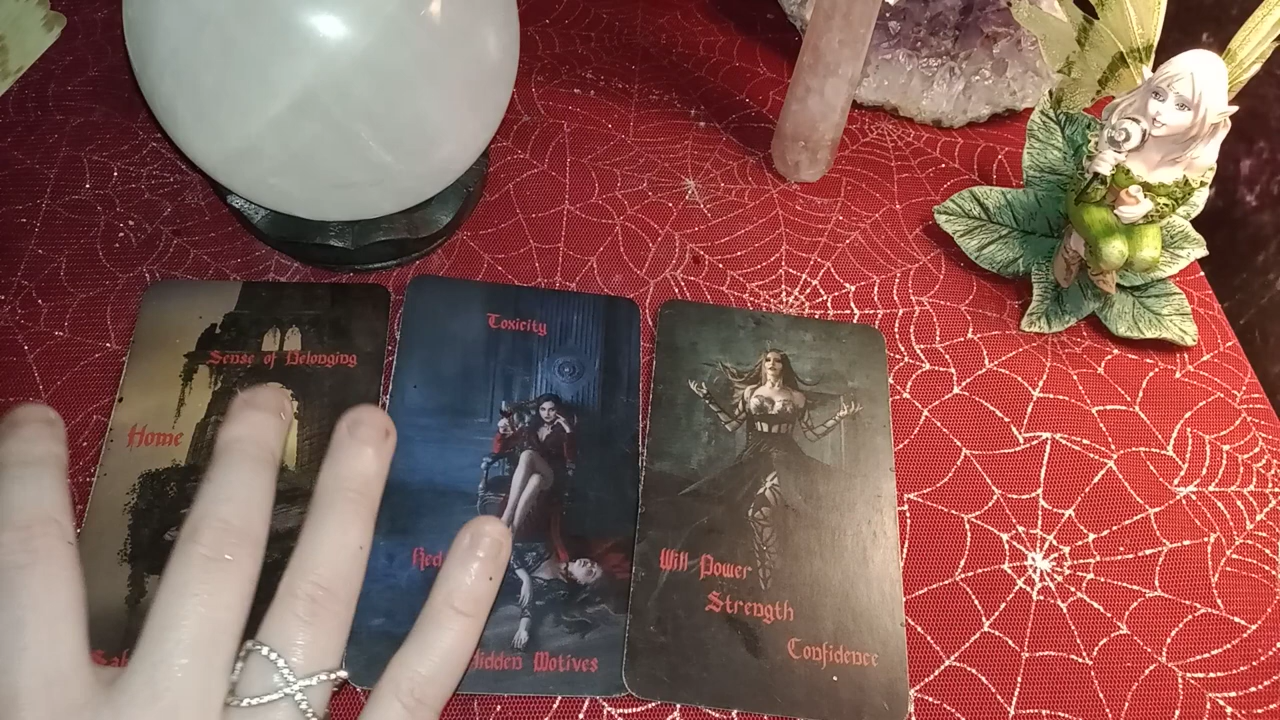 Sense of Belonging
Home
Toxicity
Hidden Motives
Will Power
Strength
Confidence